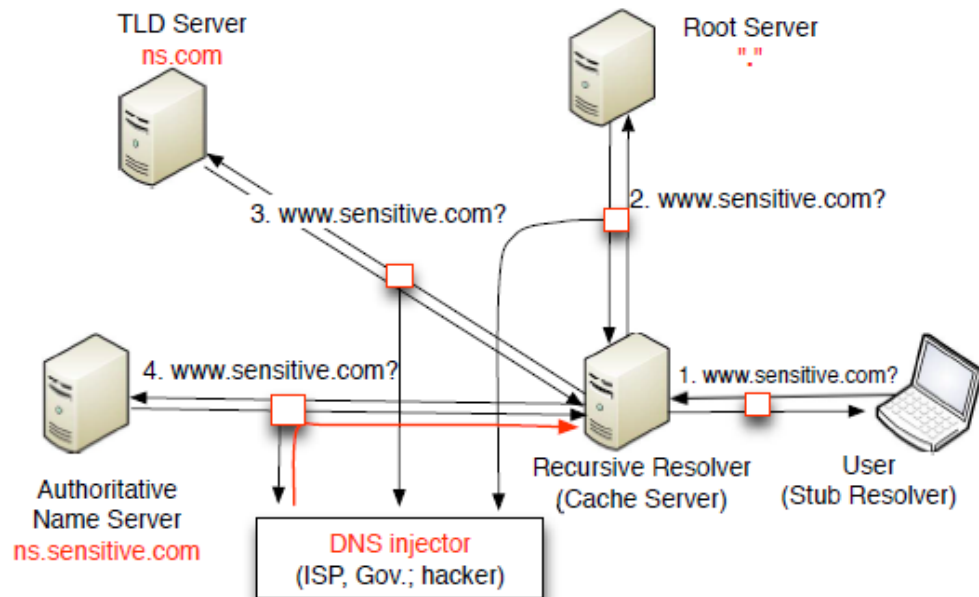 TLD Server
ns.com
Root Server
"."
3. www.sensitive.com?
2. www.sensitive.com?
4. www.sensitive.com?
1. www.sensitive.com?
Authoritative
Name Server
ns.sensitive.com
DNS injector
(ISP, Gov.; hacker)
Recursive Resolver
(Cache Server)
User
(Stub Resolver)